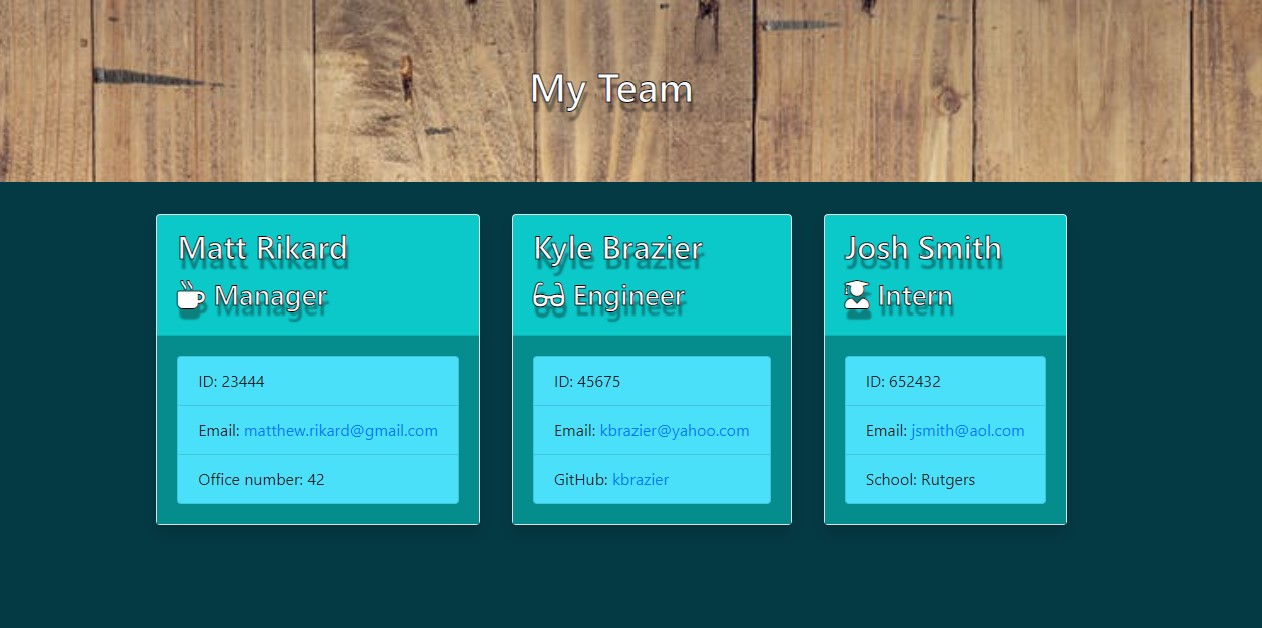 My Team
Matt Rikard
Manager
ID: 23444
Email: matthew.rikard@gmail.com
Office number: 42
Kyle Brazier
Engineer
ID: 45675
Email: kbrazier@yahoo.com
GitHub: kbrazier
Josh Smith
Intern
ID: 652432
Email: jsmith@aol.com
School: Rutgers